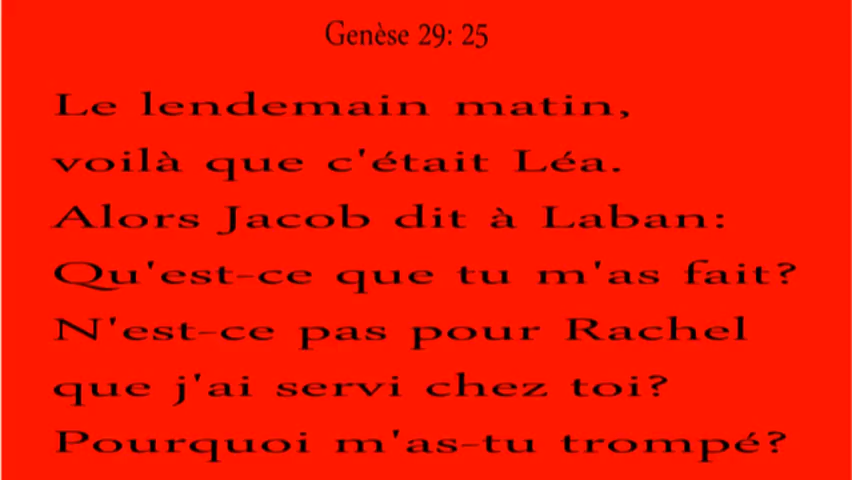 Genèse 29: 25
Le lendemain matin,
voilà que c'était Léa.
Alors Jacob dit à Laban:
Qu'est-ce que tu m'as fait?
N'est-ce pas pour Rachel
que j'ai servi chez toi?
Pourquoi m'as-tu trompé?